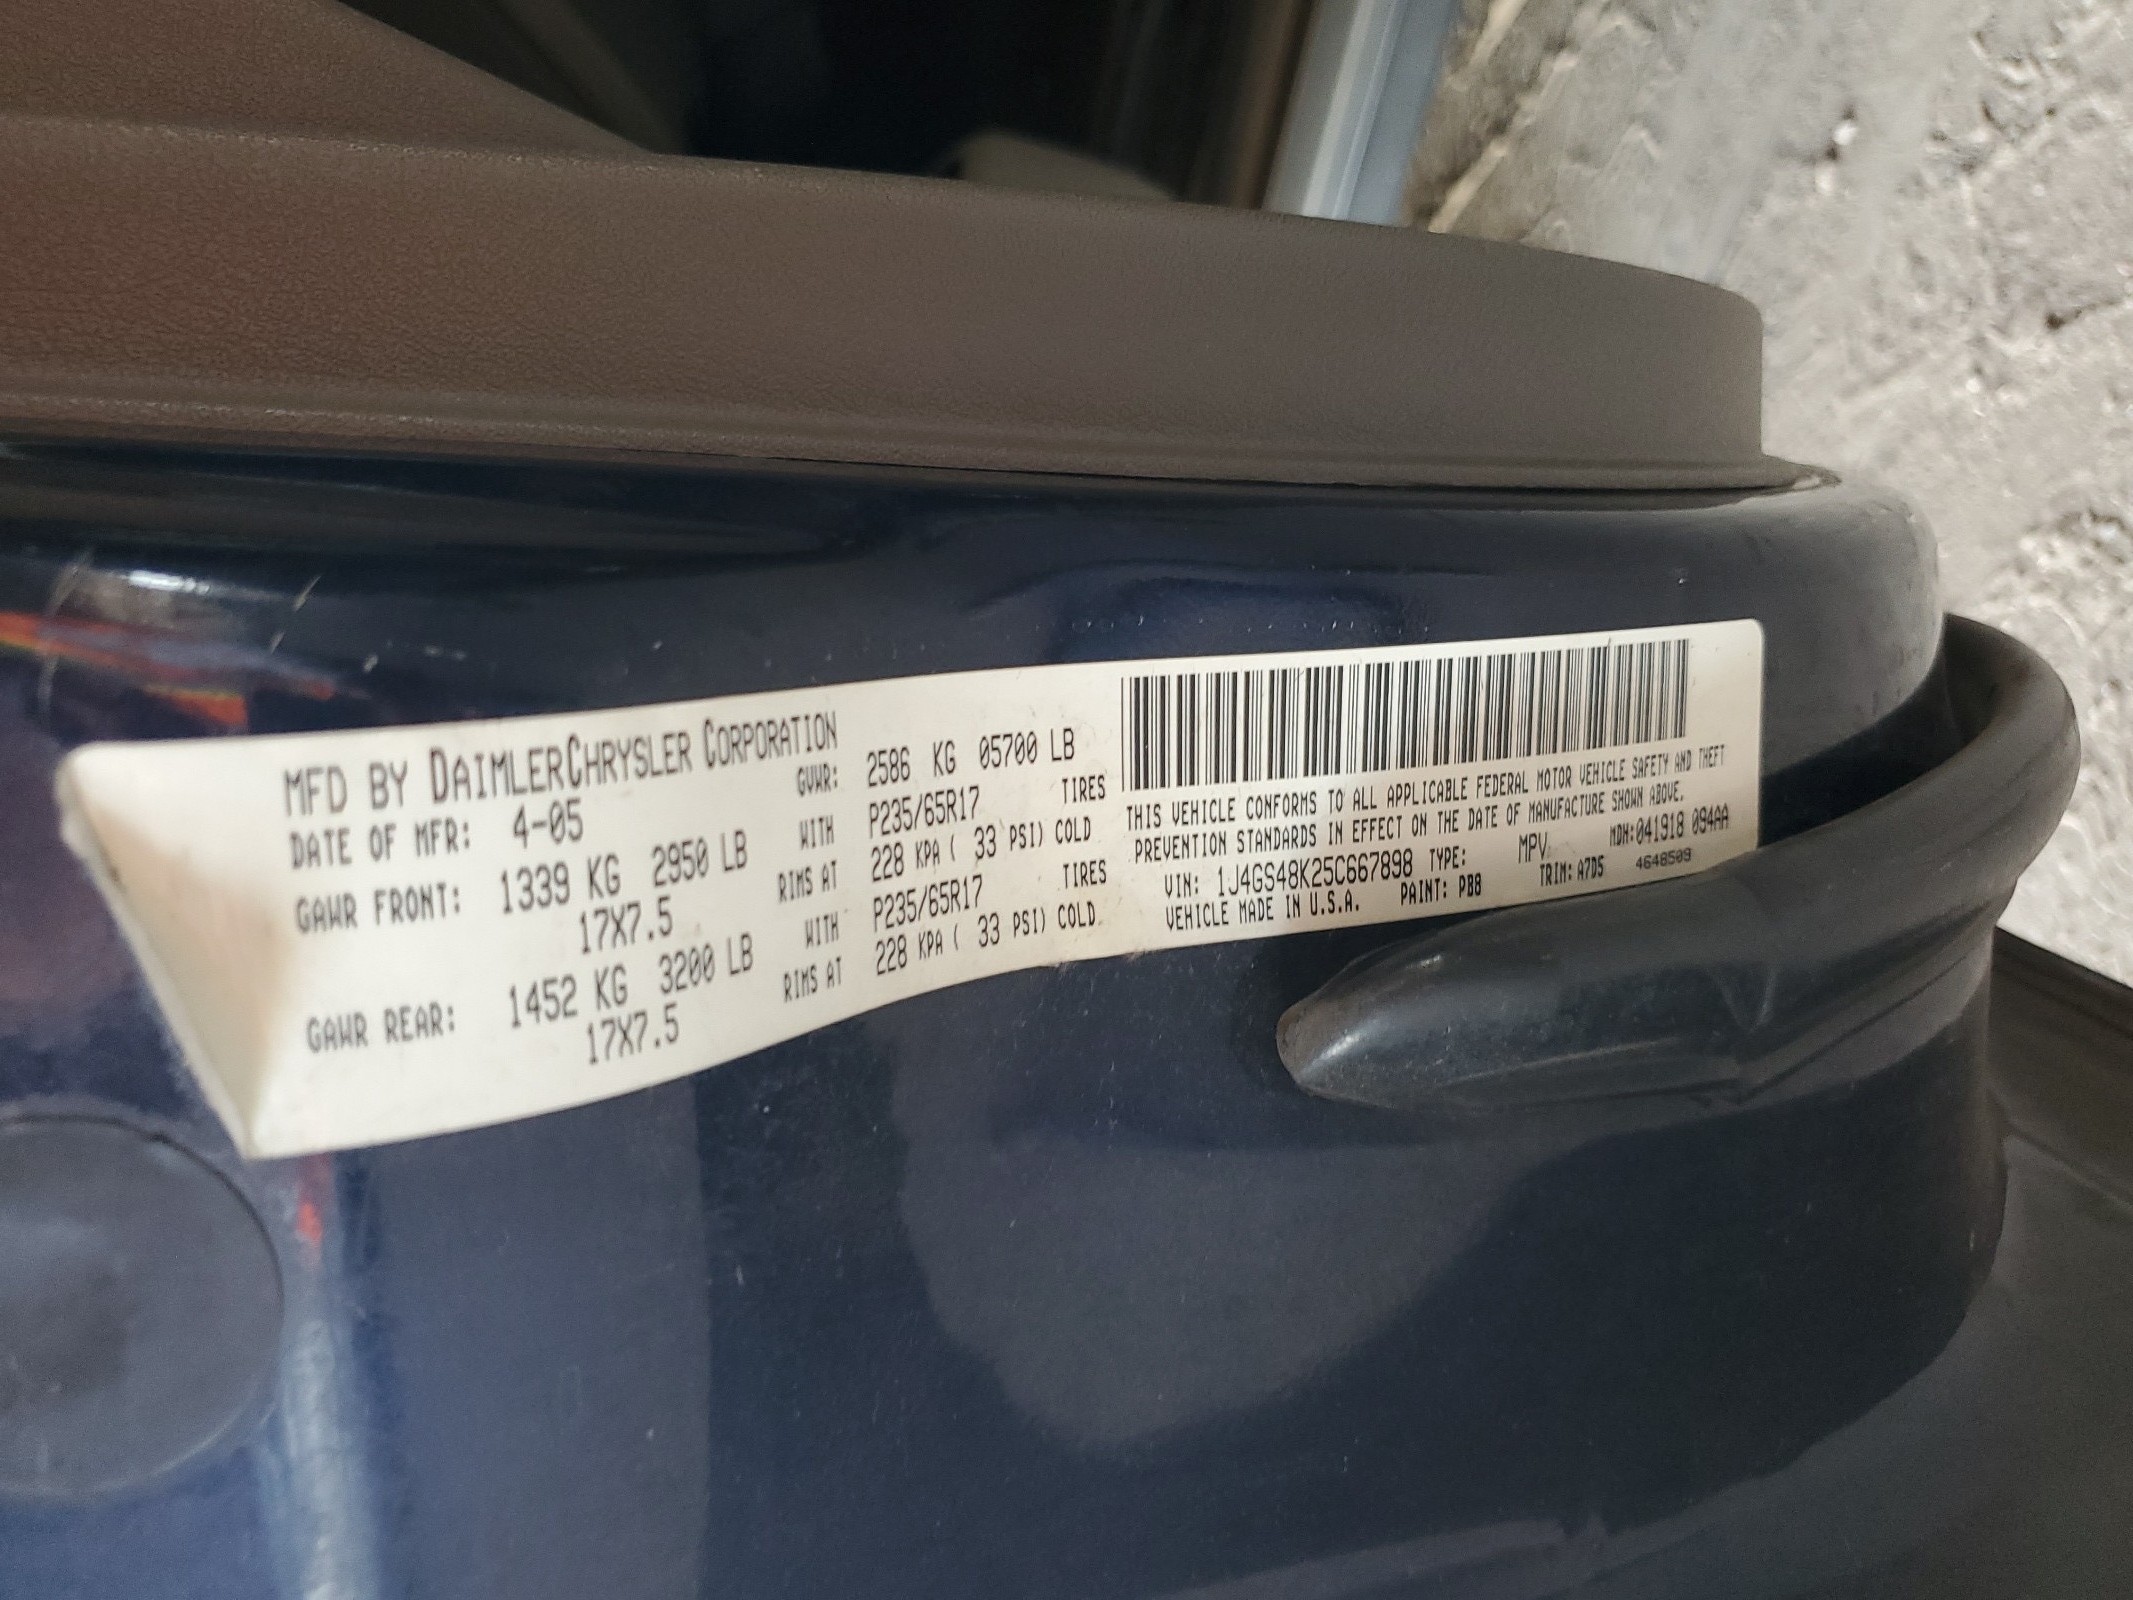 MFD BY DAIMLERCHRYSLER CORPORATION
DATE OF MFR: 4-05 GVWR: 2586 KG 05700 LB
GAWR FRONT: 1339 KG 2950 LB WITH P235/65R17 TIRES
17X7.5 RIMS AT 228 KPA ( 33 PSI) COLD
GAWR REAR: 1452 KG 3200 LB WITH P235/65R17 TIRES
17X7.5 RIMS AT 228 KPA ( 33 PSI) COLD
THIS VEHICLE CONFORMS TO ALL APPLICABLE FEDERAL MOTOR VEHICLE SAFETY AND THEFT
PREVENTION STANDARDS IN EFFECT ON THE DATE OF MANUFACTURE SHOWN ABOVE.
VIN: 1J4GS48K25C667898 TYPE: MPV MDH:041918 094AA
VEHICLE MADE IN U.S.A. PAINT: PB8 TRIM: A7D5 4648509